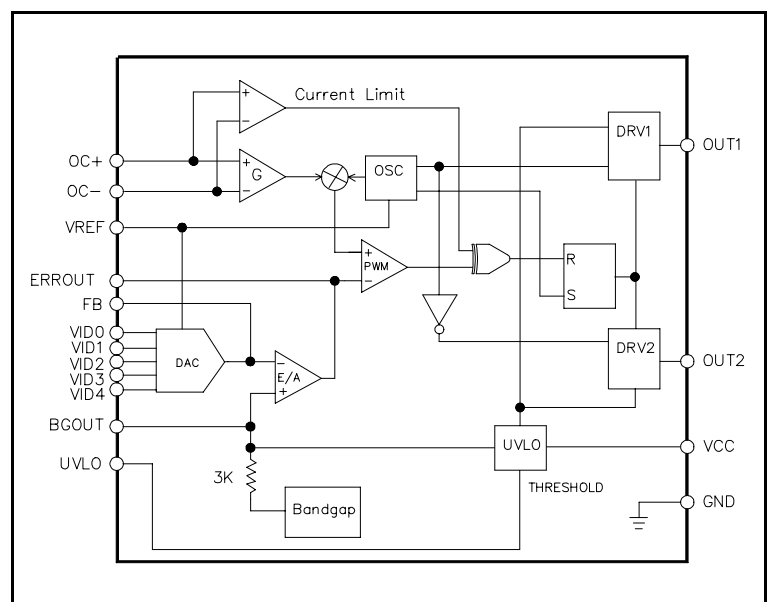 Current Limit
+
−
DRV1
OUT1
OC+
+
G
−
OSC
OC−
VREF
+
PWM
−
R
S
ERROUT
FB
VID0
VID1
VID2
VID3
VID4
DAC
−
E/A
+
DRV2
OUT2
BGOUT
UVLO
VCC
UVLO
3K
THRESHOLD
Bandgap
GND